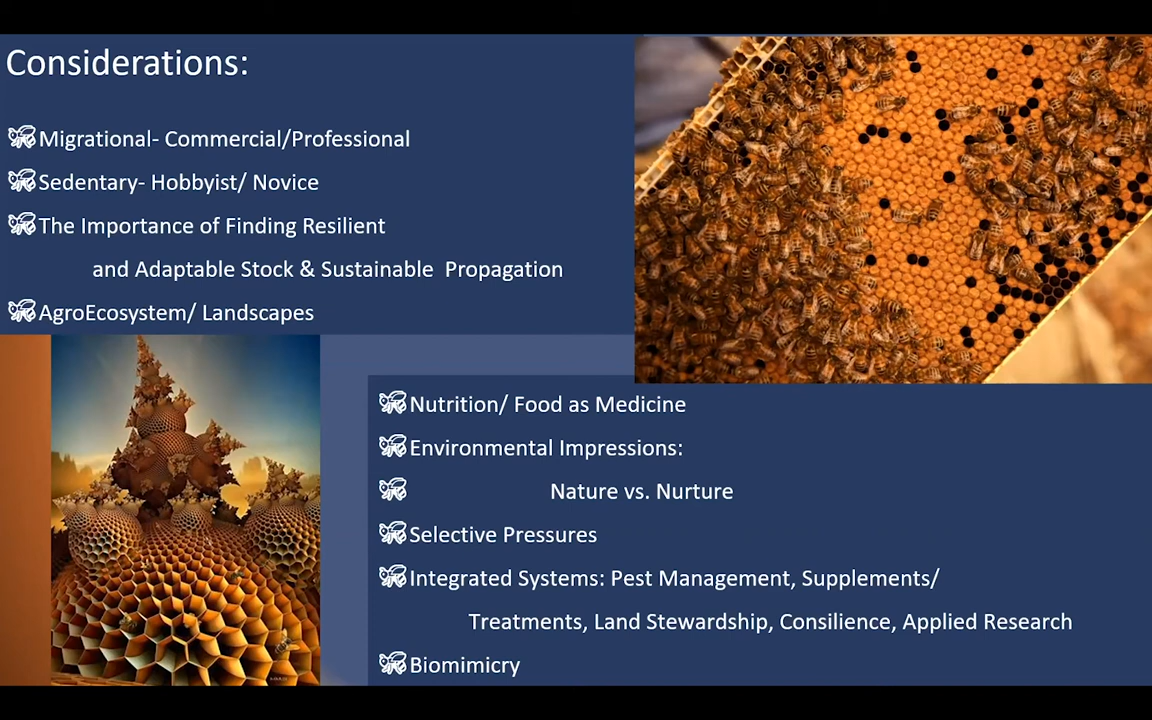 Considerations:
Migrational- Commercial/Professional
Sedentary- Hobbyist/ Novice
The Importance of Finding Resilient
and Adaptable Stock & Sustainable Propagation
AgroEcosystem/ Landscapes
Nutrition/ Food as Medicine
Environmental Impressions:
Nature vs. Nurture
Selective Pressures
Integrated Systems: Pest Management, Supplements/
Treatments, Land Stewardship, Consilience, Applied Research
Biomimicry